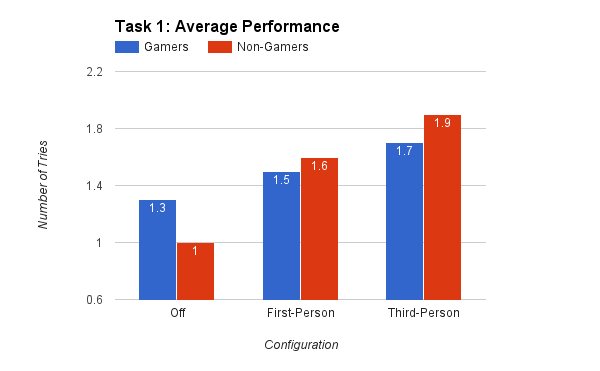 Task 1: Average Performance
Gamers Non-Gamers
2.2
1.8
1.4
1
0.6
Number of Tries
1.3
1
1.5
1.6
1.7
1.9
Off First-Person Third-Person
Configuration